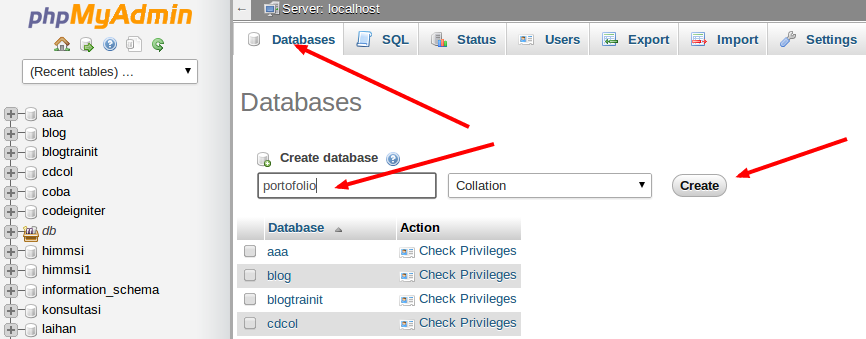 phpMyAdmin
(Recent tables) ...
aaa
blog
blogtrainit
cdcol
coba
codeigniter
db
himmsi
himmsi1
information_schema
konsultasi
laihan
Server: localhost
Databases SQL Status Users Export Import Settings
Databases
Create database
portofolio Collation Create
Database Action
aaa Check Privileges
blog Check Privileges
blogtrainit Check Privileges
cdcol Check Privileges